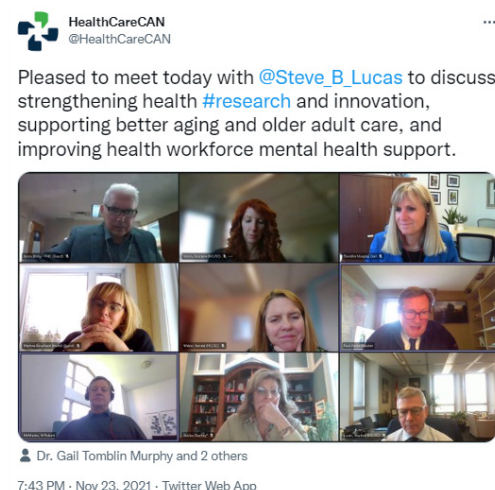 HealthCareCAN
@HealthCareCAN
Pleased to meet today with @Steve_B_Lucas to discuss
strengthening health #research and innovation,
supporting better aging and older adult care, and
improving health workforce mental health support.
Dr. Gail Tomblin Murphy and 2 others
7:43 PM · Nov 23, 2021 · Twitter Web App